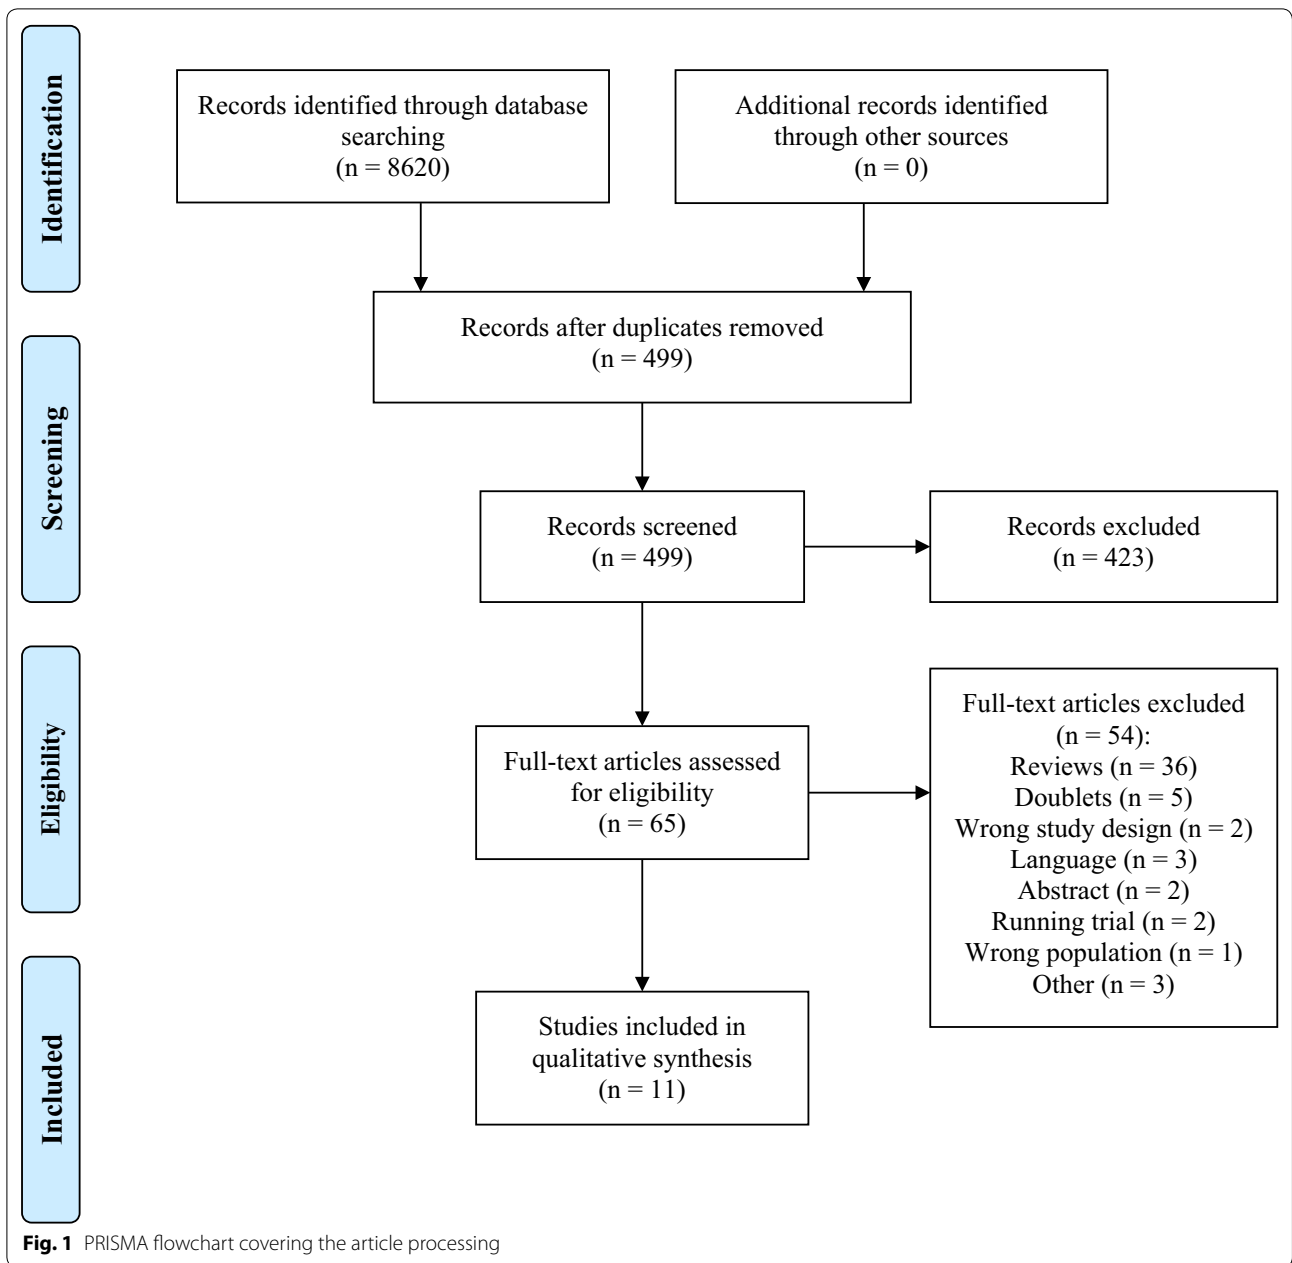 Identification
Records identified through database
searching
(n = 8620)
Additional records identified
through other sources
(n = 0)
Records after duplicates removed
(n = 499)
Screening
Records screened
(n = 499)
Records excluded
(n = 423)
Eligibility
Full-text articles assessed
for eligibility
(n = 65)
Full-text articles excluded
(n = 54):
Reviews (n = 36)
Doublets (n = 5)
Wrong study design (n = 2)
Language (n = 3)
Abstract (n = 2)
Running trial (n = 2)
Wrong population (n = 1)
Other (n = 3)
Included
Studies included in
qualitative synthesis
(n = 11)
Fig. 1 PRISMA flowchart covering the article processing